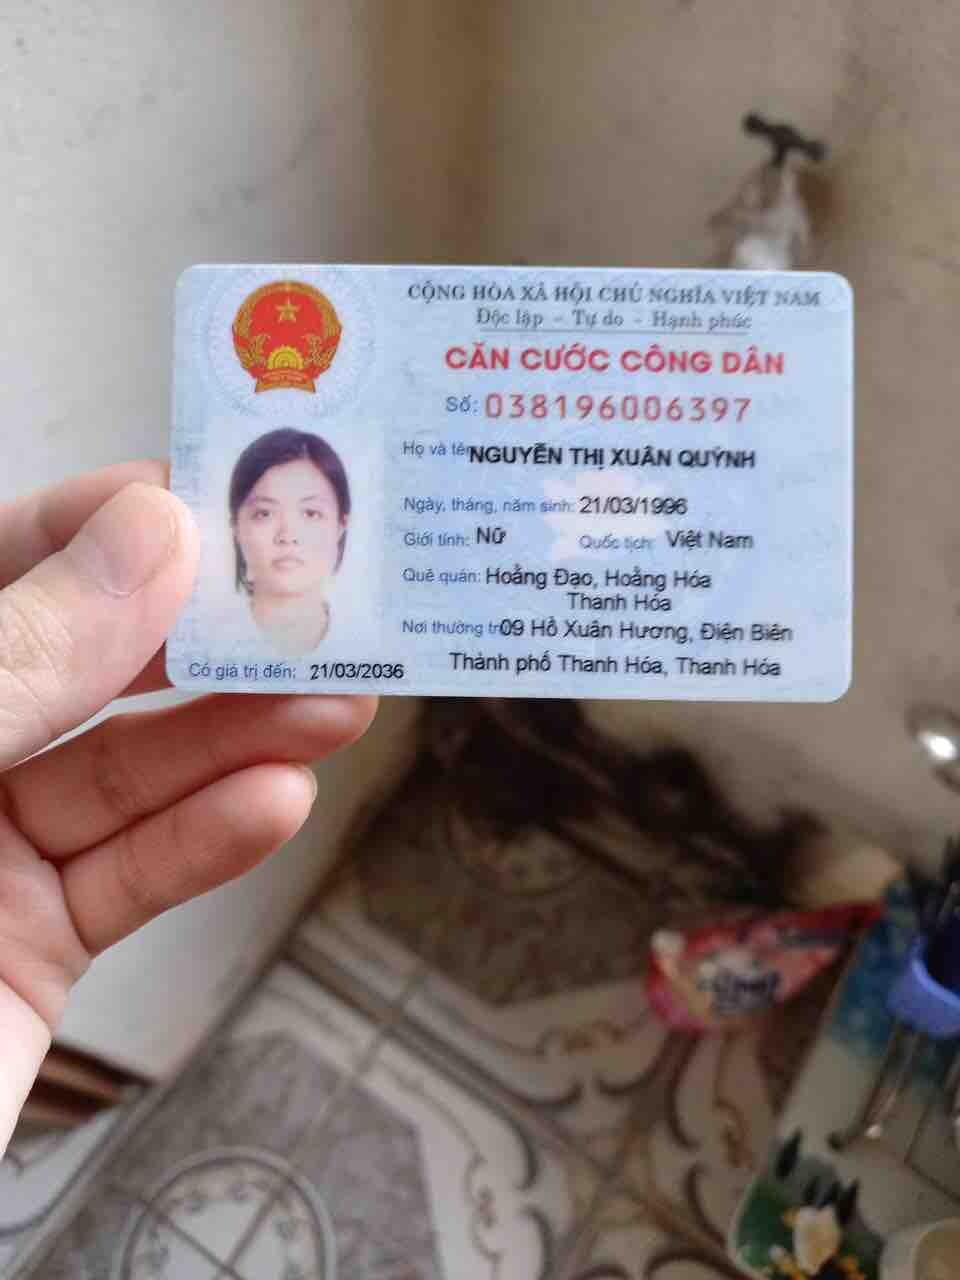 CỘNG HÒA XÃ HỘI CHỦ NGHĨA VIỆT NAM
Độc lập - Tự do - Hạnh phúc
CĂN CƯỚC CÔNG DÂN
Số: 038196006397
Họ và tên NGUYỄN THỊ XUÂN QUỲNH
Ngày, tháng, năm sinh: 21/03/1996
Giới tính: Nữ Quốc tịch: Việt Nam
Quê quán: Hoằng Đạo, Hoằng Hóa
Thanh Hóa
Nơi thường tr 09 Hồ Xuân Hương, Điện Biên
Thành phố Thanh Hóa, Thanh Hóa
Có giá trị đến: 21/03/2036